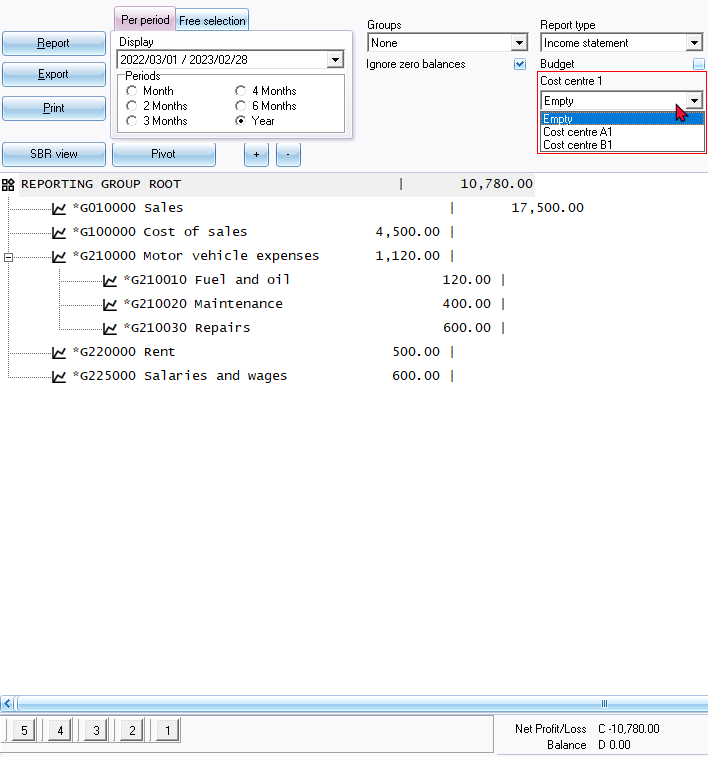 Report
Export
Print
SBR view
Per period
Free selection
Display
2022/03/01 / 2023/02/28
Periods
Month
4 Months
2 Months
6 Months
3 Months
Year
Pivot
+
-
Groups
None
Ignore zero balances
Report type
Income statement
Budget
Cost centre 1
Empty
Empty
Cost centre A1
Cost centre B1
REPORTING GROUP ROOT | 10,780.00
*G010000 Sales | 17,500.00
*G100000 Cost of sales 4,500.00 |
*G210000 Motor vehicle expenses 1,120.00 |
*G210010 Fuel and oil 120.00 |
*G210020 Maintenance 400.00 |
*G210030 Repairs 600.00 |
*G220000 Rent 500.00 |
*G225000 Salaries and wages 600.00 |
5 4 3 2 1
Net Profit/Loss C -10,780.00
Balance D 0.00